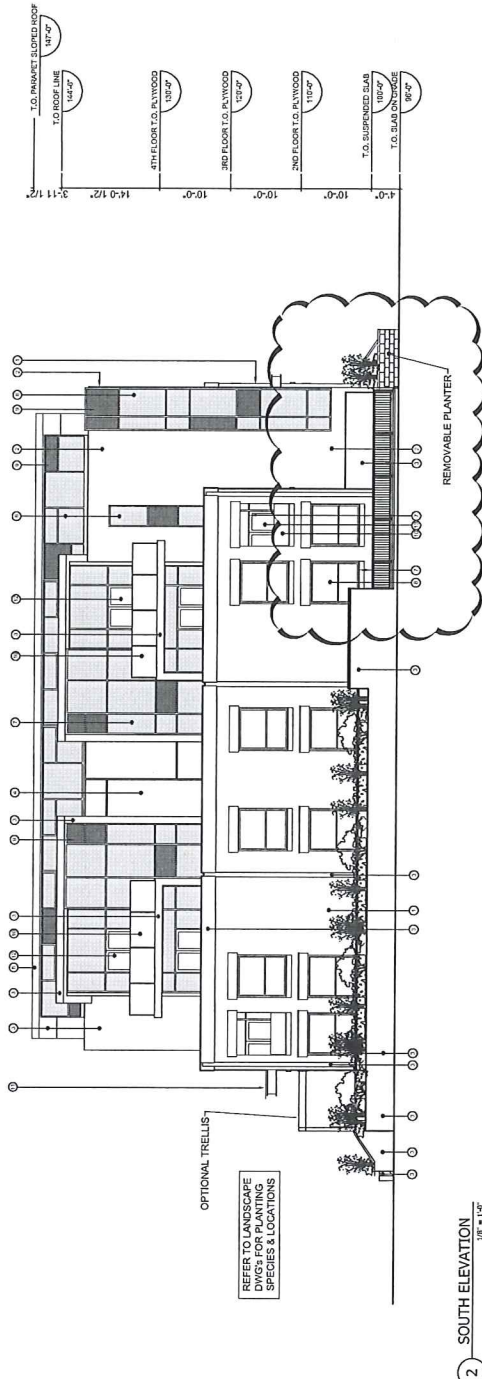 T.O. PARAPET SLOPED ROOF
147'-0"
T.O ROOF LINE
144'-0"
4TH FLOOR T.O. PLYWOOD
130'-0"
3RD FLOOR T.O. PLYWOOD
120'-0"
2ND FLOOR T.O. PLYWOOD
110'-0"
T.O. SUSPENDED SLAB
100'-0"
T.O. SLAB ON GRADE
96'-0"
3'-11 1/2"
14'-0 1/2"
10'-0"
10'-0"
10'-0"
4'-0"
REMOVABLE PLANTER
OPTIONAL TRELLIS
REFER TO LANDSCAPE
DWG's FOR PLANTING
SPECIES & LOCATIONS
2
SOUTH ELEVATION
1/8" = 1'-0"